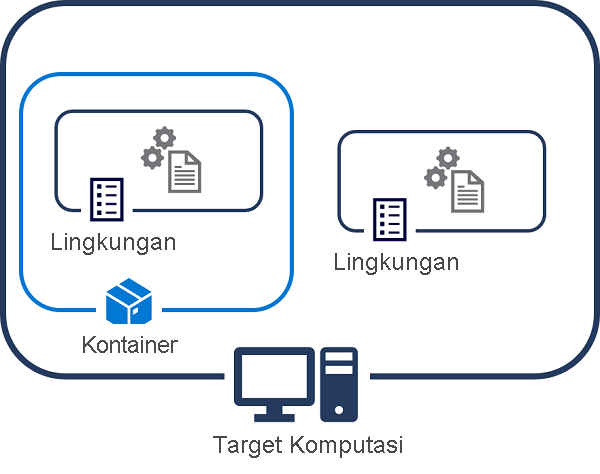 Lingkungan
Lingkungan
Kontainer
Target Komputasi